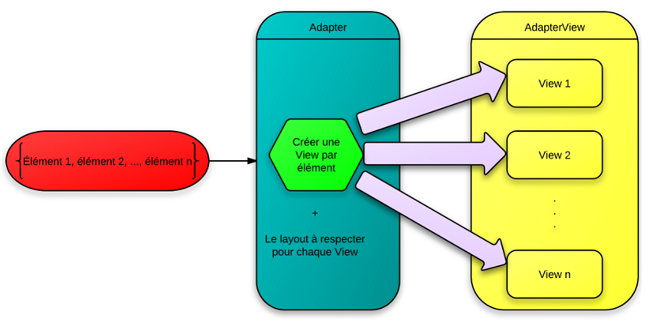 Adapter
AdapterView
{Élément 1, élément 2, ..., élément n}
Créer une
View par
élément
+
Le layout à respecter
pour chaque View
View 1
View 2
.
.
.
View n